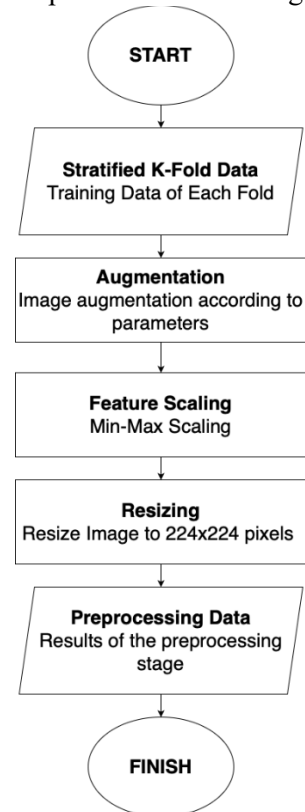 START
Stratified K-Fold Data
Training Data of Each Fold
Augmentation
Image augmentation according to
parameters
Feature Scaling
Min-Max Scaling
Resizing
Resize Image to 224x224 pixels
Preprocessing Data
Results of the preprocessing
stage
FINISH